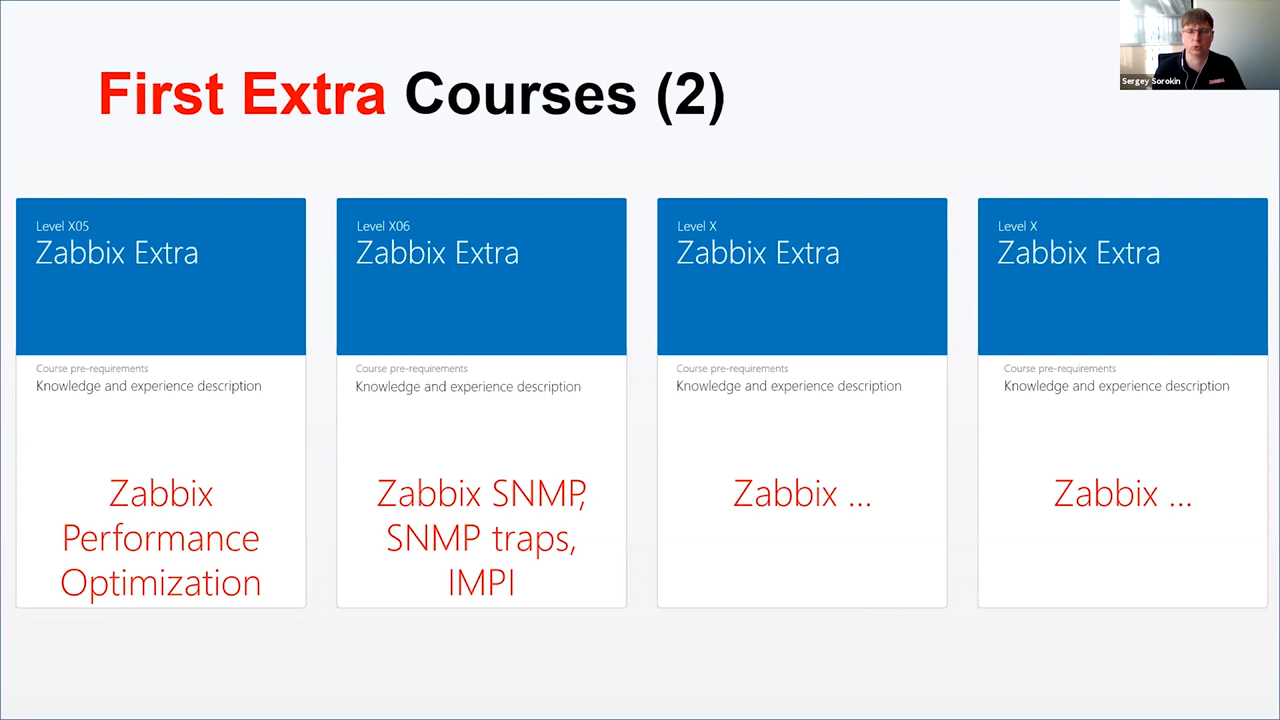 First Extra Courses (2)
Sergey Sorokin
Level X05
Zabbix Extra
Course pre-requirements
Knowledge and experience description
Zabbix
Performance
Optimization
Level X06
Zabbix Extra
Course pre-requirements
Knowledge and experience description
Zabbix SNMP,
SNMP traps,
IMPI
Level X
Zabbix Extra
Course pre-requirements
Knowledge and experience description
Zabbix ...
Level X
Zabbix Extra
Course pre-requirements
Knowledge and experience description
Zabbix ...